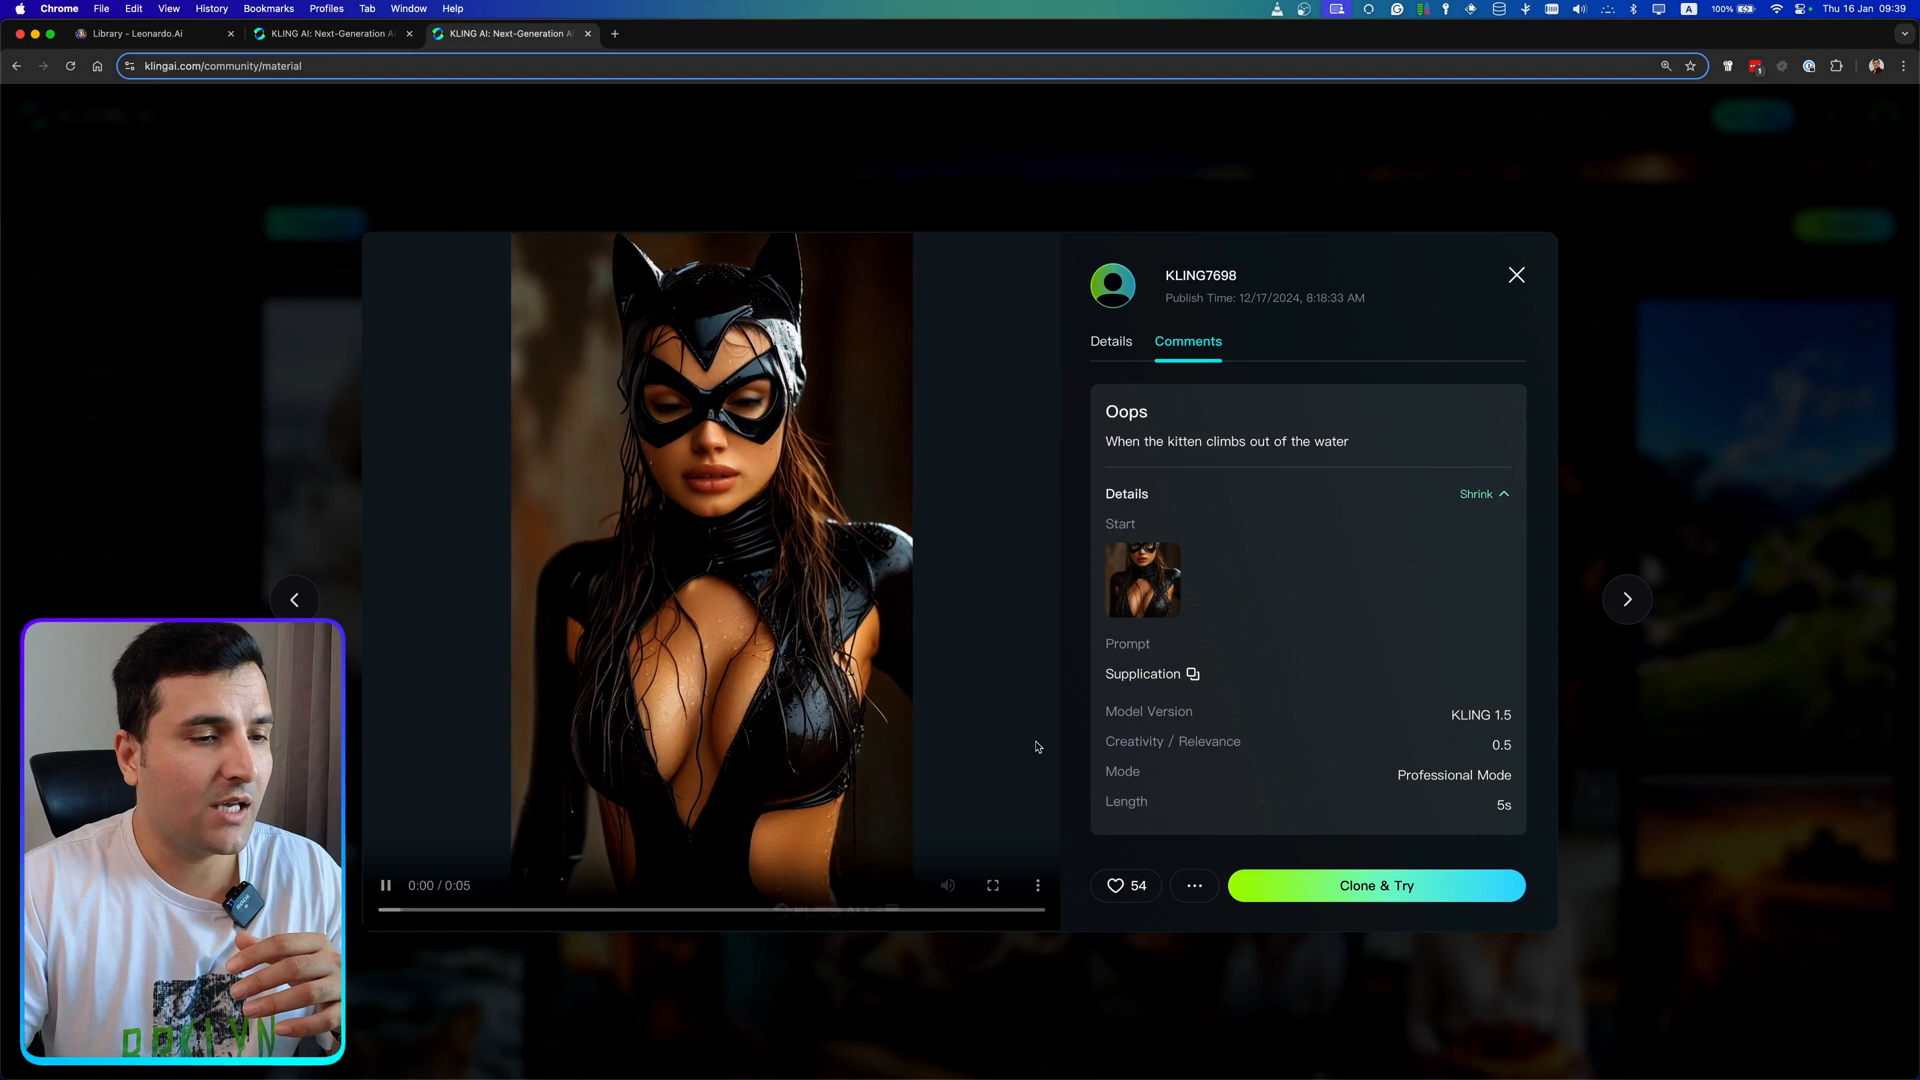 Chrome File Edit View History Bookmarks Profiles Tab Window Help
A 100% Thu 16 Jan 09:39
Library - Leonardo.Ai
KLING AI: Next-Generation A
KLING AI: Next-Generation A
klingai.com/community/material
1
KLING7698
Publish Time: 12/17/2024, 8:18:33 AM
Details Comments
Oops
When the kitten climbs out of the water
Details Shrink
Start
Prompt
Supplication
Model Version KLING 1.5
Creativity / Relevance 0.5
Mode Professional Mode
Length 5s
0:00 / 0:05
54 ... Clone & Try
RODE
BRKLYN